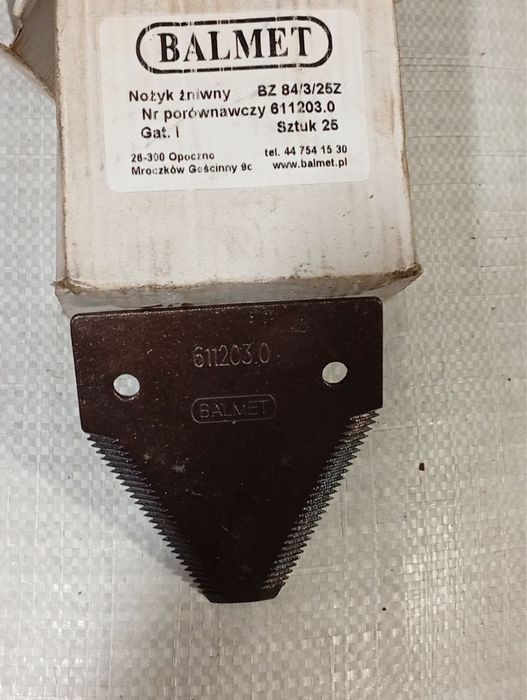 BALMET
Nożyk żniwny BZ 84/3/25Z
Nr porównawczy 611203.0
Gat. I Sztuk 25
26-300 Opoczno tel. 44 754 15 30
Mroczków Gościnny 9c www.balmet.pl
611203.0
BALMET